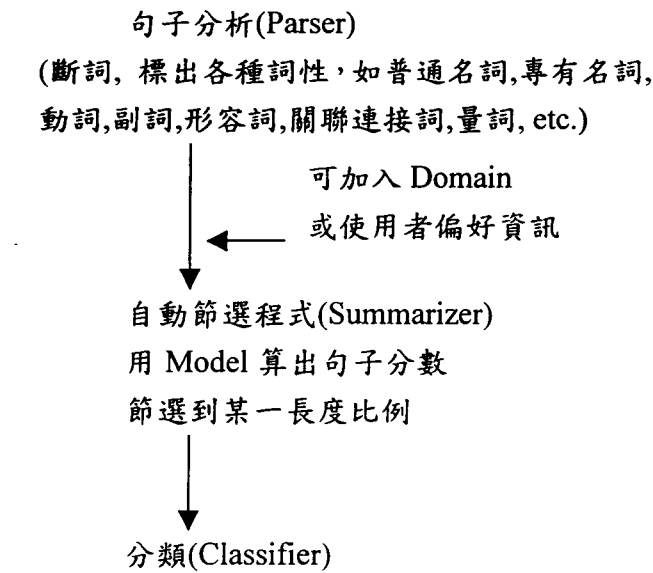 句子分析(Parser)
(斷詞, 標出各種詞性，如普通名詞,專有名詞,
動詞,副詞,形容詞,關聯連接詞,量詞, etc.)
可加入 Domain
或使用者偏好資訊
自動節選程式(Summarizer)
用 Model 算出句子分數
節選到某一長度比例
分類(Classifier)